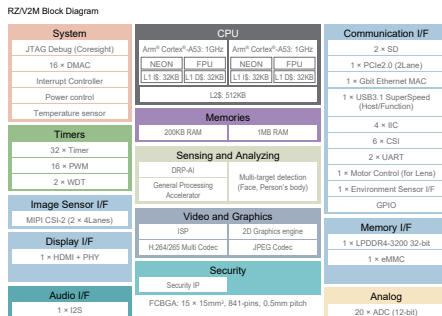 RZ/V2M Block Diagram
System
JTAG Debug (Coresight)
16 × DMAC
Interrupt Controller
Power control
Temperature sensor
Timers
32 × Timer
16 × PWM
2 × WDT
Image Sensor I/F
MIPI CSI-2 (2 × 4Lanes)
Display I/F
1 × HDMI + PHY
Audio I/F
1 × I2S
CPU
Arm® Cortex®-A53: 1GHz
Arm® Cortex®-A53: 1GHz
NEON
FPU
NEON
FPU
L1 I$: 32KB
L1 D$: 32KB
L1 I$: 32KB
L1 D$: 32KB
L2$: 512KB
Memories
200KB RAM
1MB RAM
Sensing and Analyzing
DRP-AI
General Processing
Accelerator
Multi-target detection
(Face, Person's body)
Video and Graphics
ISP
2D Graphics engine
H.264/265 Multi Codec
JPEG Codec
Security
Security IP
FCBGA: 15 × 15mm², 841-pins, 0.5mm pitch
Communication I/F
2 × SD
1 × PCIe2.0 (2Lane)
1 × Gbit Ethernet MAC
1 × USB3.1 SuperSpeed
(Host/Function)
4 × IIC
6 × CSI
2 × UART
1 × Motor Control (for Lens)
1 × Environment Sensor I/F
GPIO
Memory I/F
1 × LPDDR4-3200 32-bit
1 × eMMC
Analog
20 × ADC (12-bit)